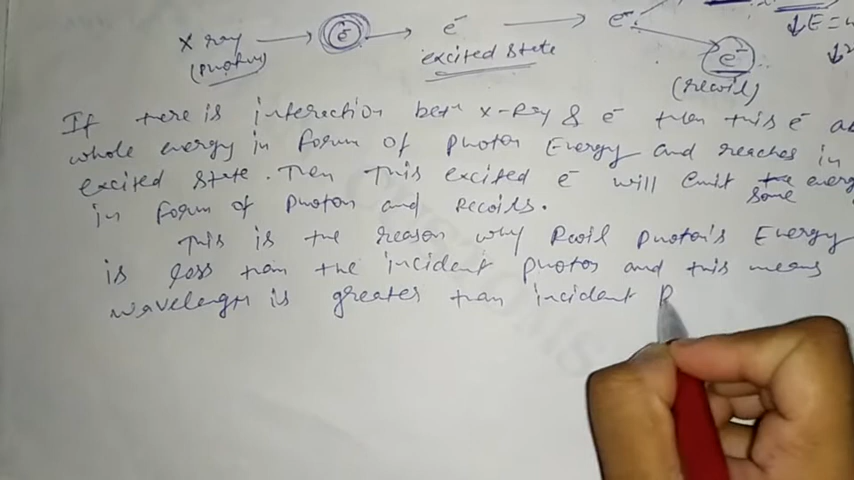 X ray → e⁻ → e⁻ → e⁻
(Photon) excited state e⁻ ↓E =
(recoil)
If there is interaction betⁿ X-Ray & e⁻ then this e⁻
whole energy in form of photon Energy and reaches in
excited state. Then this excited e⁻ will emit some energy
in form of photon and Recoils.
This is the reason why Recoil photon's Energy
is less than the incident photon and this means
wavelength is greater than incident P